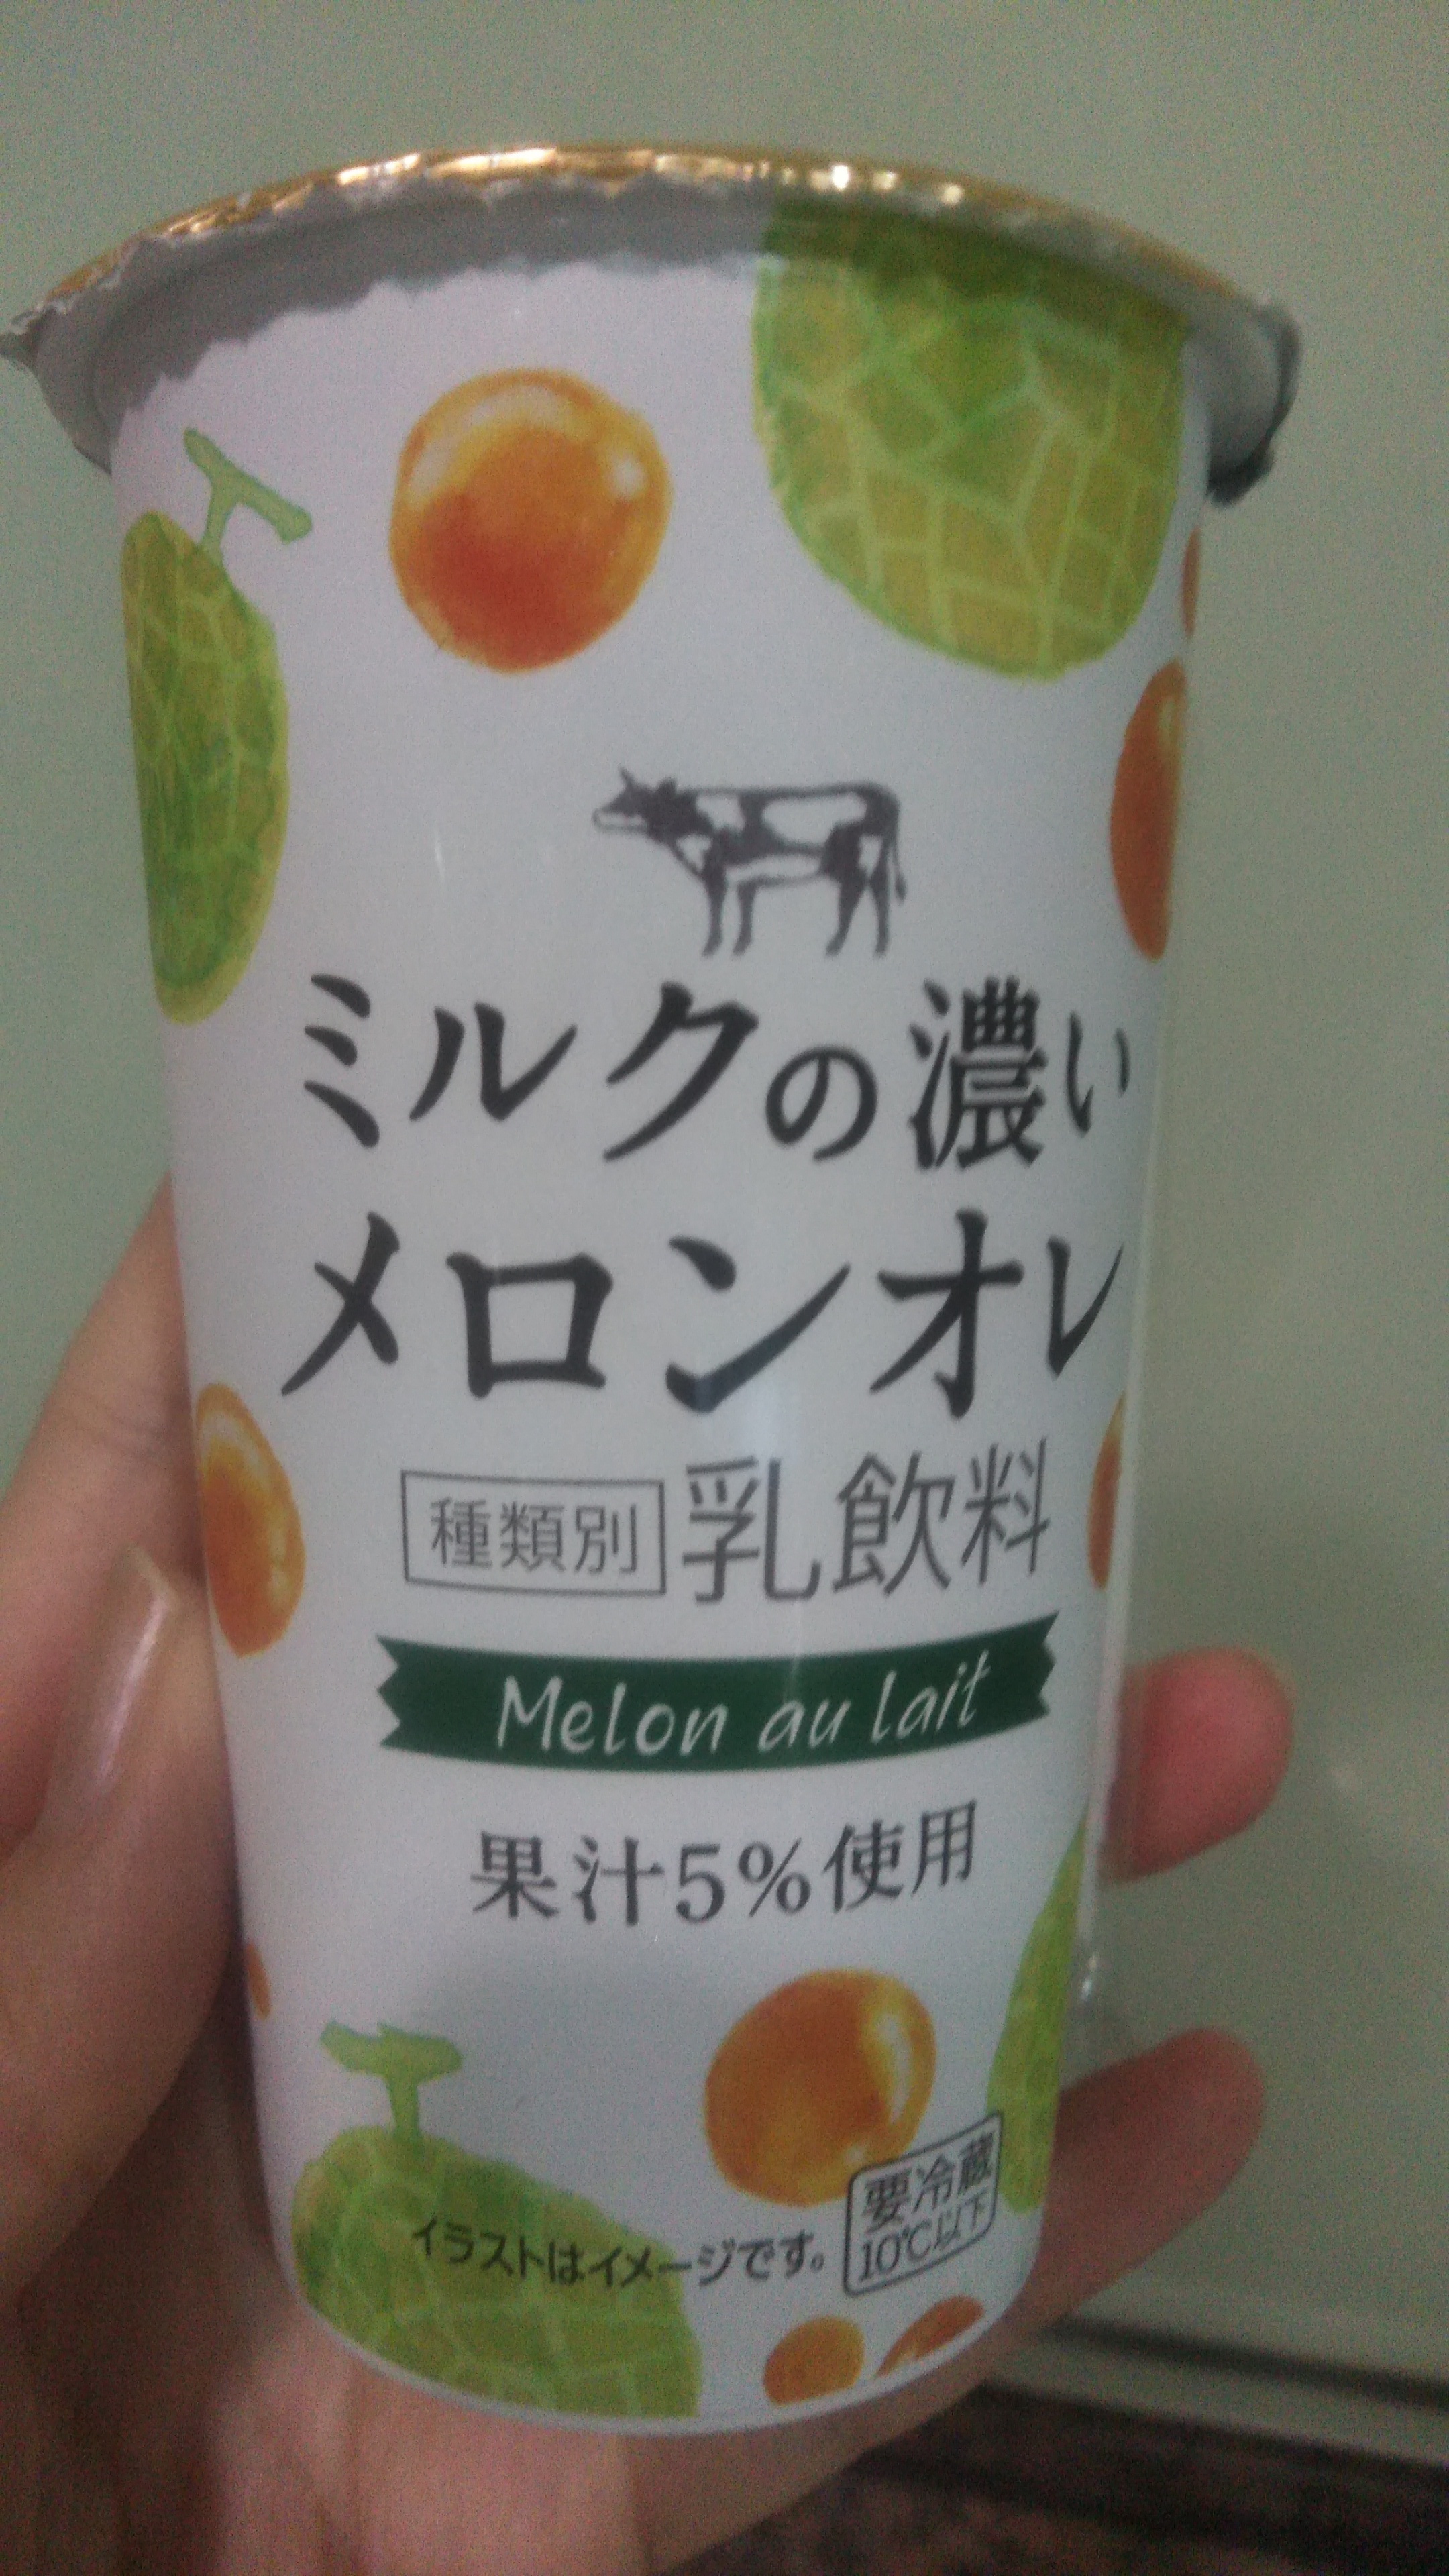 ミルクの濃い
メロンオレ
種類別 乳飲料
Melon au lait
果汁5%使用
イラストはイメージです。
要冷蔵
10℃以下